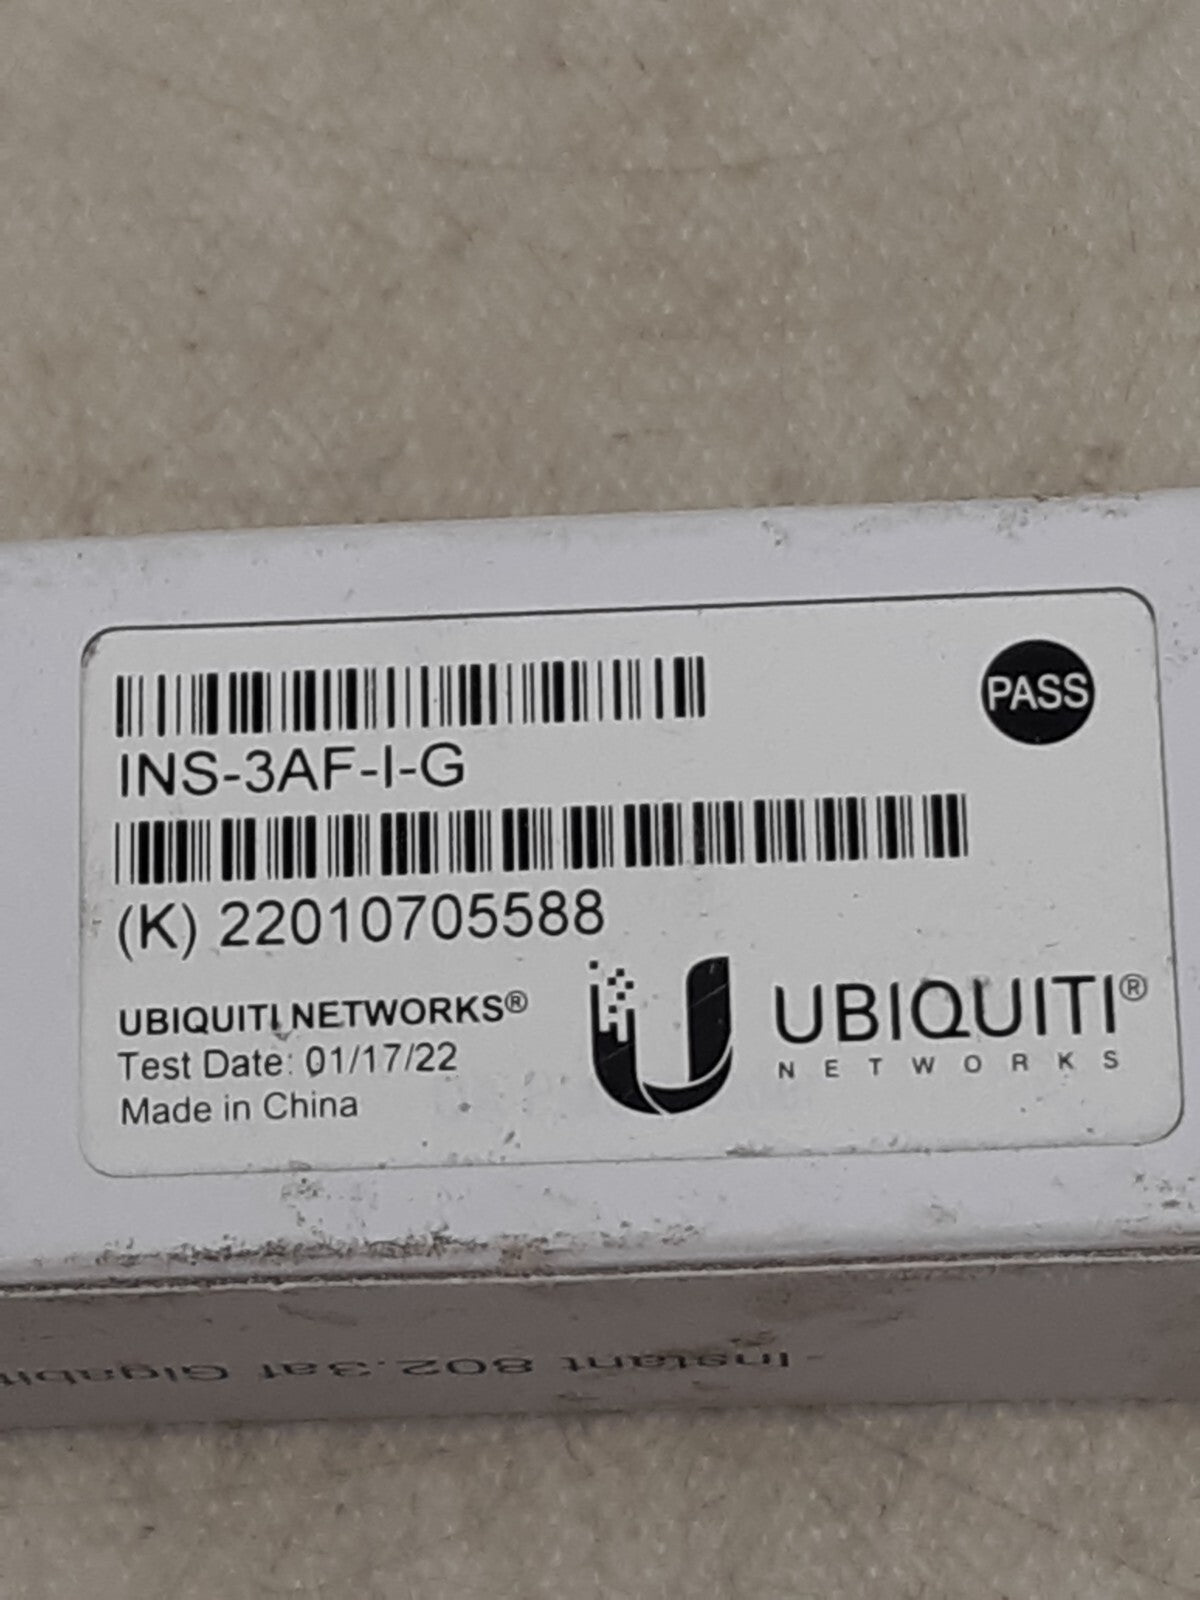 PASS
INS-3AF-I-G
(K) 22010705588
UBIQUITI NETWORKS®
Test Date: 01/17/22
Made in China
UBIQUITI®
NETWORKS
-Instant 802.3af Gigabit